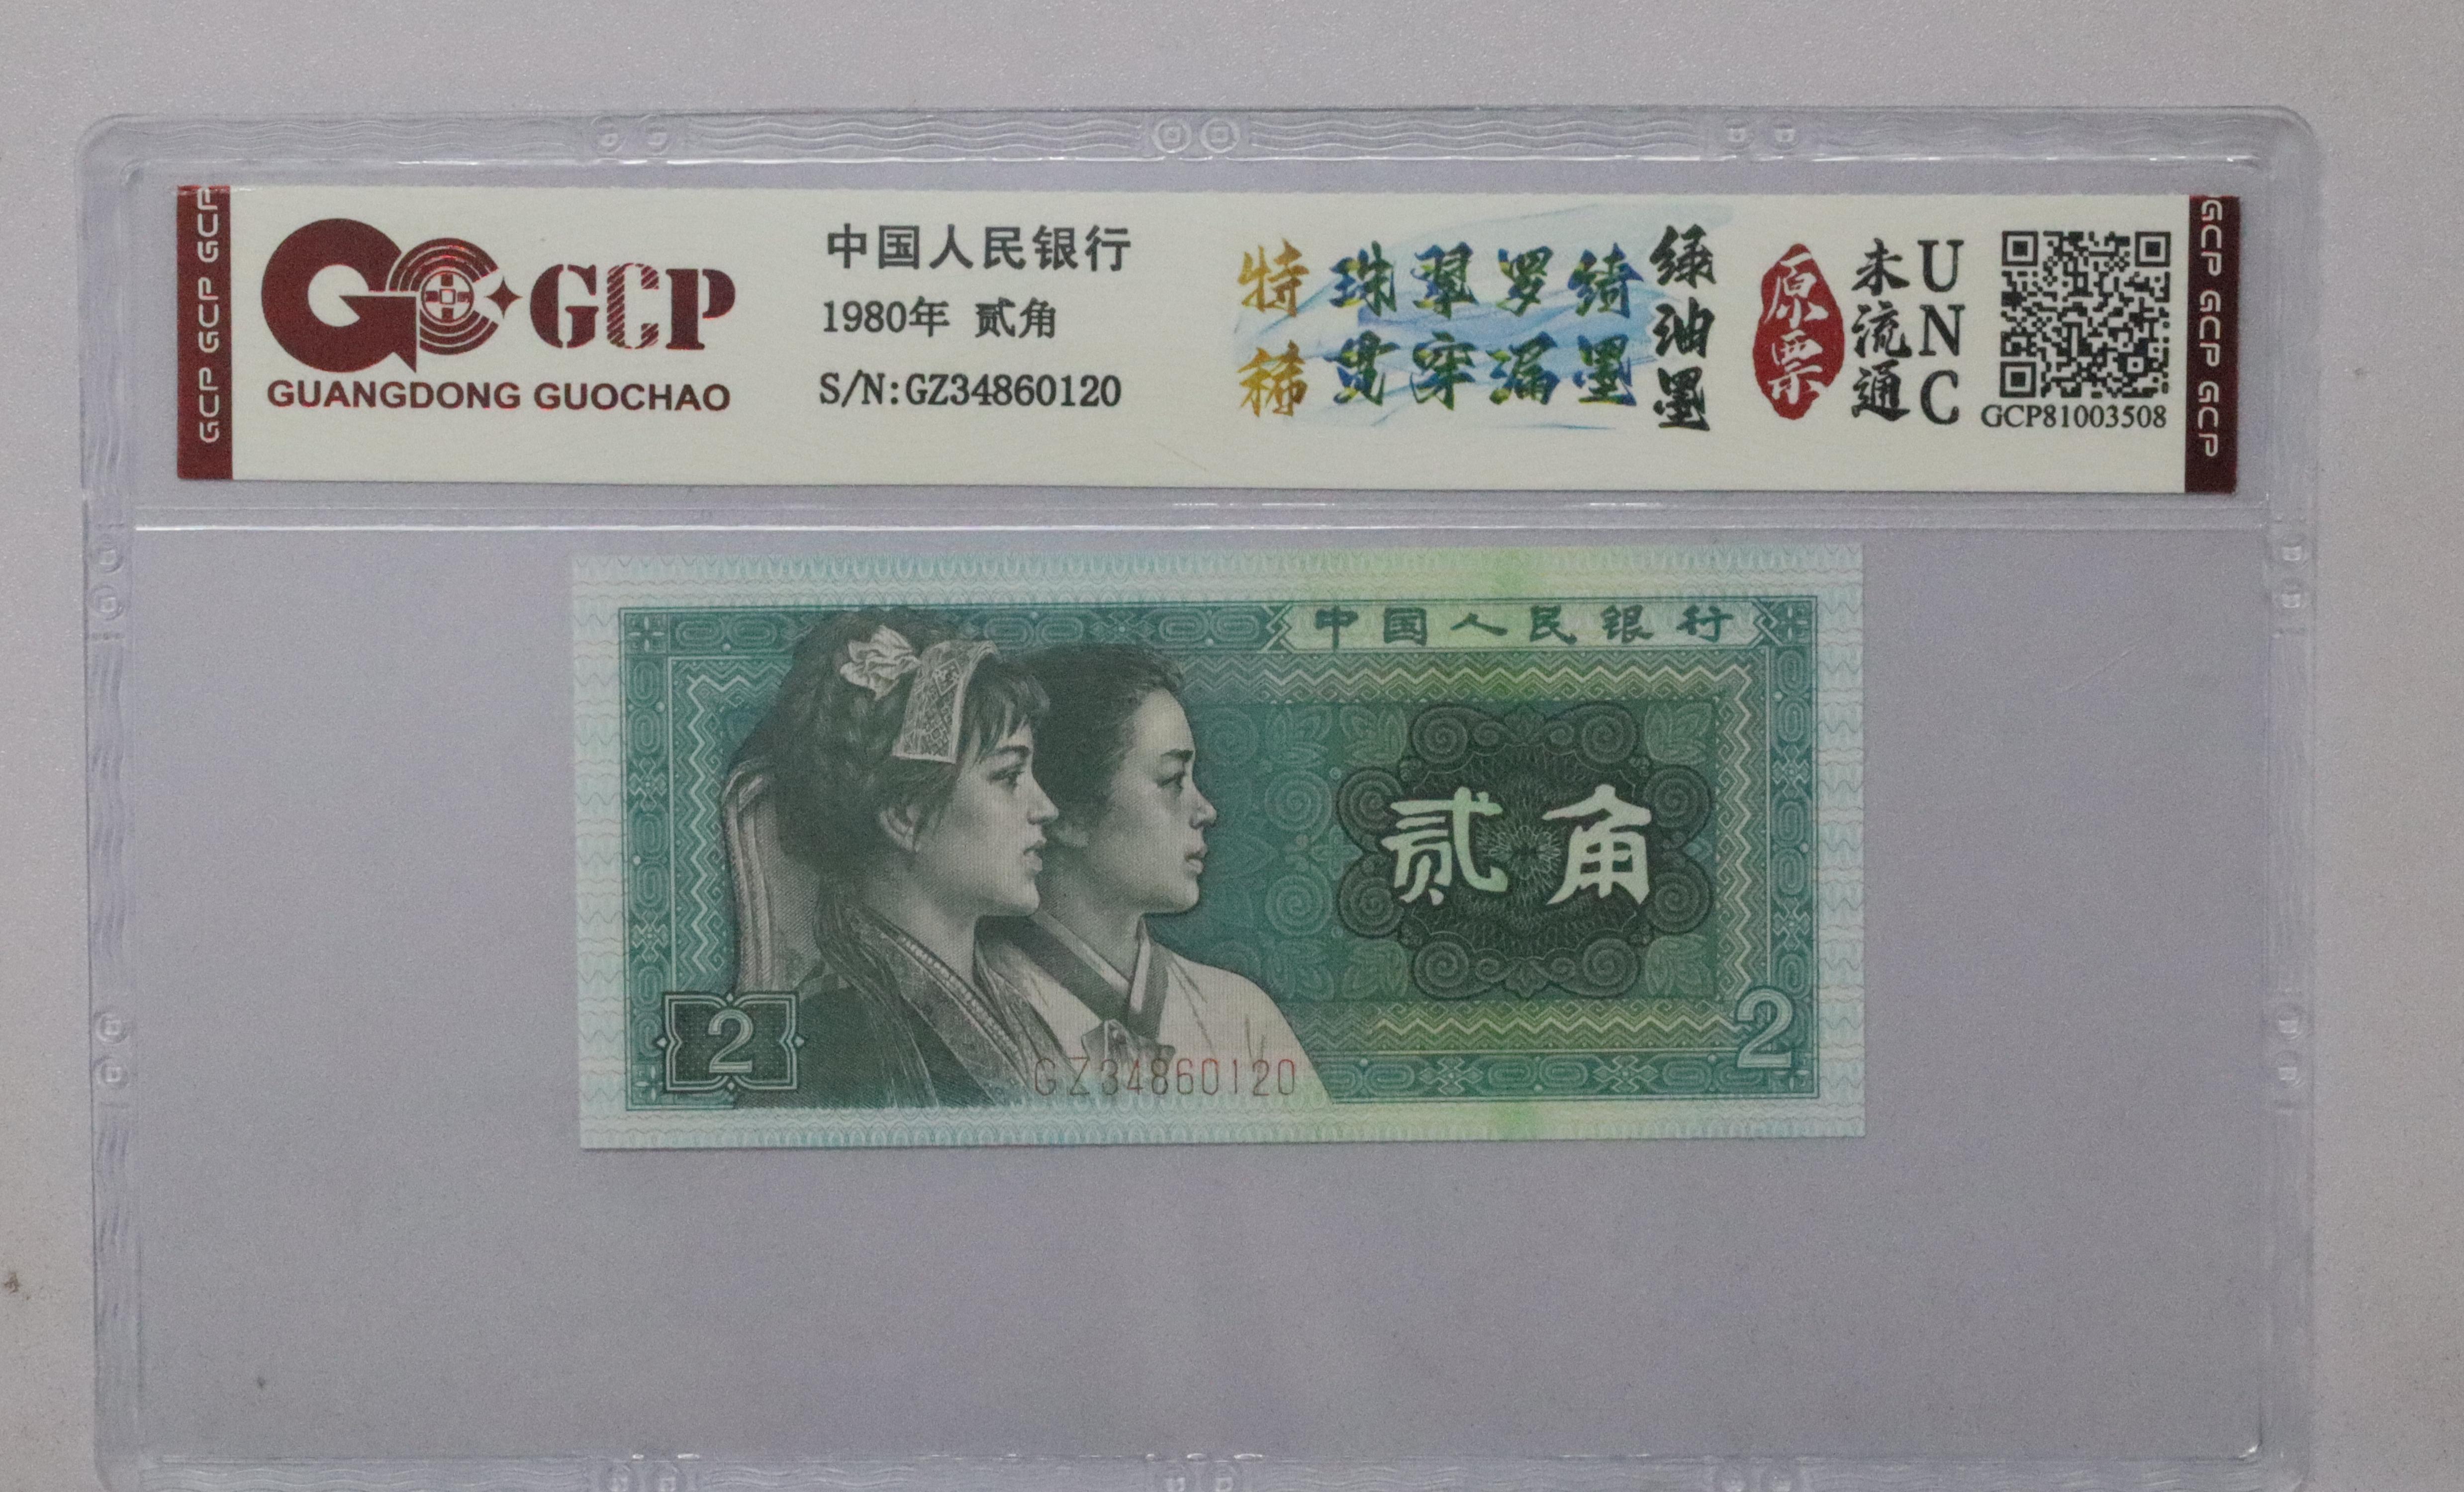 GCP GCP GCP
GCP
GUANGDONG GUOCHAO
中国人民银行
1980年 贰角
S/N:GZ34860120
特稀
珠翠罗绮
贯穿漏墨
绿油墨
原票
未流通
UNC
GCP81003508
GCP GCP GCP
中国人民银行
贰角
2
2
GZ34860120